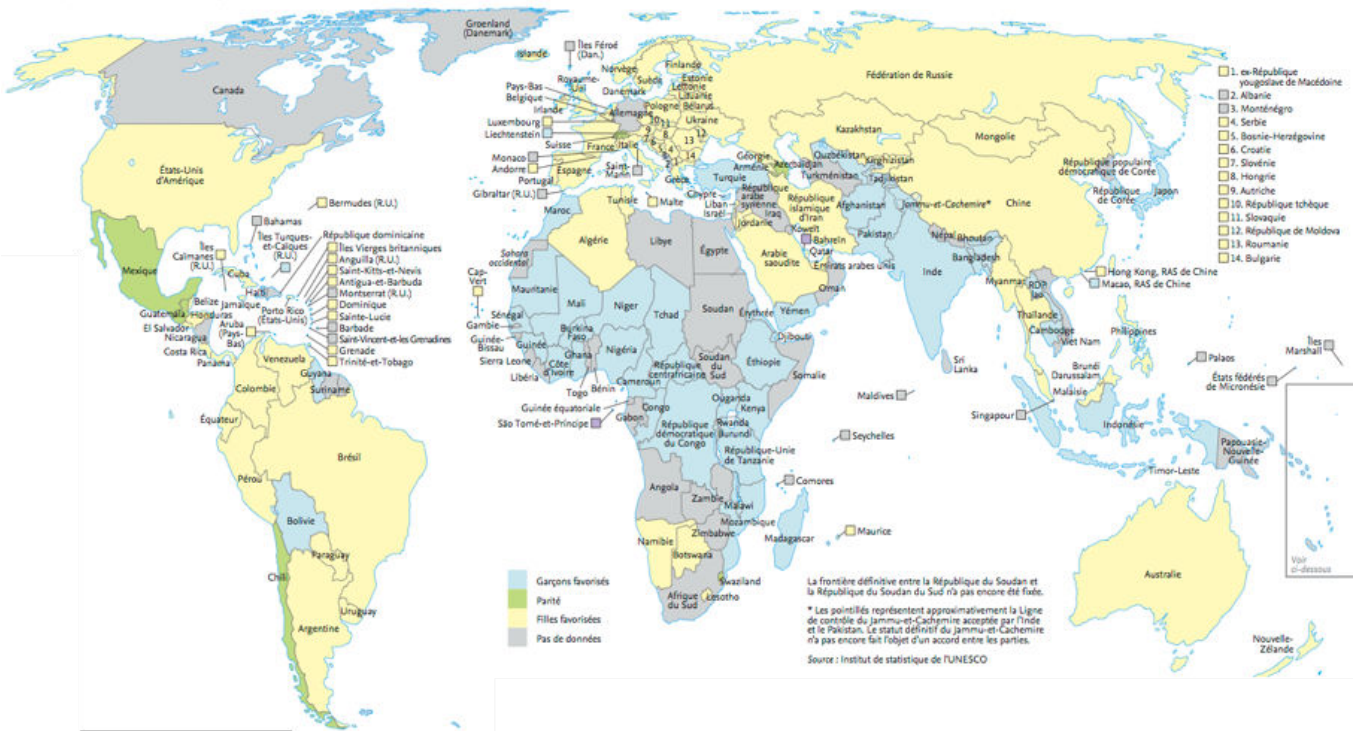 Groenland
(Danemark)
Islande
Îles Féroé
(Dan.)
Norvège
Suède
Finlande
Estonie
Lettonie
Lituanie
Bélarus
Fédération de Russie
Canada
Pays-Bas
Belgique
Irlande
Royaume-
Uni
Danemark
Pologne
Allemagne
Ukraine
Luxembourg
Liechtenstein
Suisse
France
Italie
Monaco
Andorre
Portugal
Espagne
Saint-
Marin
Gibraltar (R.U.)
Grèce
Malte
Chypre
Turquie
Géorgie
Arménie
Azerbaïdjan
Kazakhstan
Mongolie
Ouzbékistan
Kirghizistan
Turkménistan
Tadjikistan
République populaire
démocratique de Corée
République
de Corée
Japon
Chine
Jammu-et-Cachemire*
Afghanistan
Pakistan
Népal
Bhoutan
Bangladesh
Inde
Myanmar
RDP
lao
Thaïlande
Cambodge
Viet Nam
Hong Kong, RAS de Chine
Macao, RAS de Chine
Philippines
Brunéi
Darussalam
Malaisie
Singapour
Indonésie
Timor-Leste
Papouasie-
Nouvelle-
Guinée
Palaos
Îles
Marshall
États fédérés
de Micronésie
Sri
Lanka
Maldives
Seychelles
Comores
Maurice
Madagascar
Australie
Nouvelle-
Zélande
Voir
ci-dessous
1. ex-République
yougoslave de Macédoine
2. Albanie
3. Monténégro
4. Serbie
5. Bosnie-Herzégovine
6. Croatie
7. Slovénie
8. Hongrie
9. Autriche
10. République tchèque
11. Slovaquie
12. République de Moldova
13. Roumanie
14. Bulgarie
États-Unis
d'Amérique
Mexique
Bermudes (R.U.)
Bahamas
Îles Turques-
et-Caïques
(R.U.)
République dominicaine
Îles
Caïmanes
(R.U.)
Cuba
Haïti
Jamaïque
Porto Rico
(États-Unis)
Îles Vierges britanniques
Anguilla (R.U.)
Saint-Kitts-et-Nevis
Antigua-et-Barbuda
Montserrat (R.U.)
Dominique
Sainte-Lucie
Barbade
Saint-Vincent-et-les Grenadines
Grenade
Trinité-et-Tobago
Belize
Honduras
Guatemala
El Salvador
Nicaragua
Costa Rica
Panama
Aruba
(Pays-
Bas)
Venezuela
Guyana
Suriname
Colombie
Équateur
Pérou
Brésil
Bolivie
Paraguay
Chili
Argentine
Uruguay
Maroc
Tunisie
Algérie
Libye
Égypte
Sahara
occidental
Cap-
Vert
Mauritanie
Mali
Niger
Tchad
Soudan
Érythrée
Djibouti
Sénégal
Gambie
Guinée-
Bissau
Guinée
Sierra Leone
Libéria
Côte
d'Ivoire
Burkina
Faso
Ghana
Togo
Bénin
Nigéria
Cameroun
République
centrafricaine
Soudan
du Sud
Éthiopie
Somalie
Guinée équatoriale
São Tomé-et-Principe
Gabon
Congo
République
démocratique
du Congo
Ouganda
Kenya
Rwanda
Burundi
République-Unie
de Tanzanie
Angola
Zambie
Malawi
Mozambique
Zimbabwe
Namibie
Botswana
Swaziland
Lesotho
Afrique
du Sud
Liban
Israël
République
arabe
syrienne
Jordanie
Iraq
République
islamique
d'Iran
Koweït
Bahreïn
Qatar
Émirats arabes unis
Arabie
saoudite
Oman
Yémen
Garçons favorisés
Parité
Filles favorisées
Pas de données
La frontière définitive entre la République du Soudan et
la République du Soudan du Sud n'a pas encore été fixée.
* Les pointillés représentent approximativement la Ligne
de contrôle du Jammu-et-Cachemire acceptée par l'Inde
et le Pakistan. Le statut définitif du Jammu-et-Cachemire
n'a pas encore fait l'objet d'un accord entre les parties.
Source : Institut de statistique de l'UNESCO